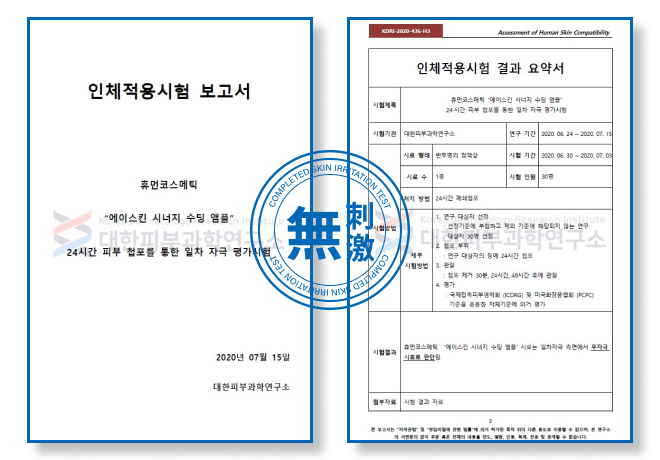 인체적용시험 보고서
휴먼코스메틱
"에이스킨 시너지 수딩 앰플"
대한피부과학연구소
24시간 피부 첩포를 통한 일차 자극 평가시험
2020년 07월 15일
대한피부과학연구소
COMPLETED SKIN IRRITATION TEST
無刺激
COMPLETED SKIN IRRITATION TEST
KDRI-2020-436-H3
Assessment of Human Skin Compatibility
인체적용시험 결과 요약서
시험제목
휴먼코스메틱 "에이스킨 시너지 수딩 앰플"
24시간 피부 첩포를 통한 일차 자극 평가시험
시험기관 대한피부과학연구소 연구 기간 2020. 06. 24 ~ 2020. 07. 15
시료 형태 반투명의 점액상 시험 기간 2020. 06. 30 ~ 2020. 07. 03
시료 수 1종 시험 인원 30명
처치 방법 24시간 폐쇄첩포
시험방법
세부
시험방법
1. 연구 대상자 선정
: 선정기준에 부합하고 제외 기준에 해당되지 않는 연구
대상자 30명 선정
2. 첩포 부위
: 연구 대상자의 등에 24시간 첩포
3. 관찰
: 첩포 제거 30분, 24시간, 48시간 후에 관찰
4. 평가
: 국제접촉피부염학회 (ICDRG) 및 미국화장품협회 (PCPC)
기준을 응용한 자체기준에 의거 평가
Dermatology Research Institute
대한피부과학연구소
시험결과
휴먼코스메틱 "에이스킨 시너지 수딩 앰플" 시료는 일차자극 측면에서 무자극
시료로 판단됨.
첨부자료 시험 결과 자료
3
본 보고서는 "저작권법" 및 "영업비밀에 관한 법률"에 의거 허가된 목적 외의 다른 용도로 이용할 수 없으며, 본 연구소
의 서면동의 없이 부분 혹은 전체의 내용을 양도, 열람, 인용, 복제, 전송 및 공개할 수 없습니다.